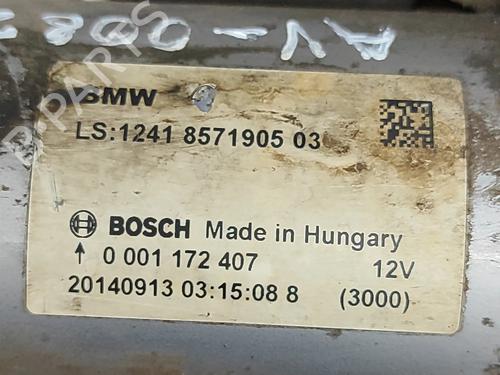 BMW
LS:1241 8571905 03
BOSCH Made in Hungary
↑ 0 001 172 407 12V
20140913 03:15:08 8 (3000)